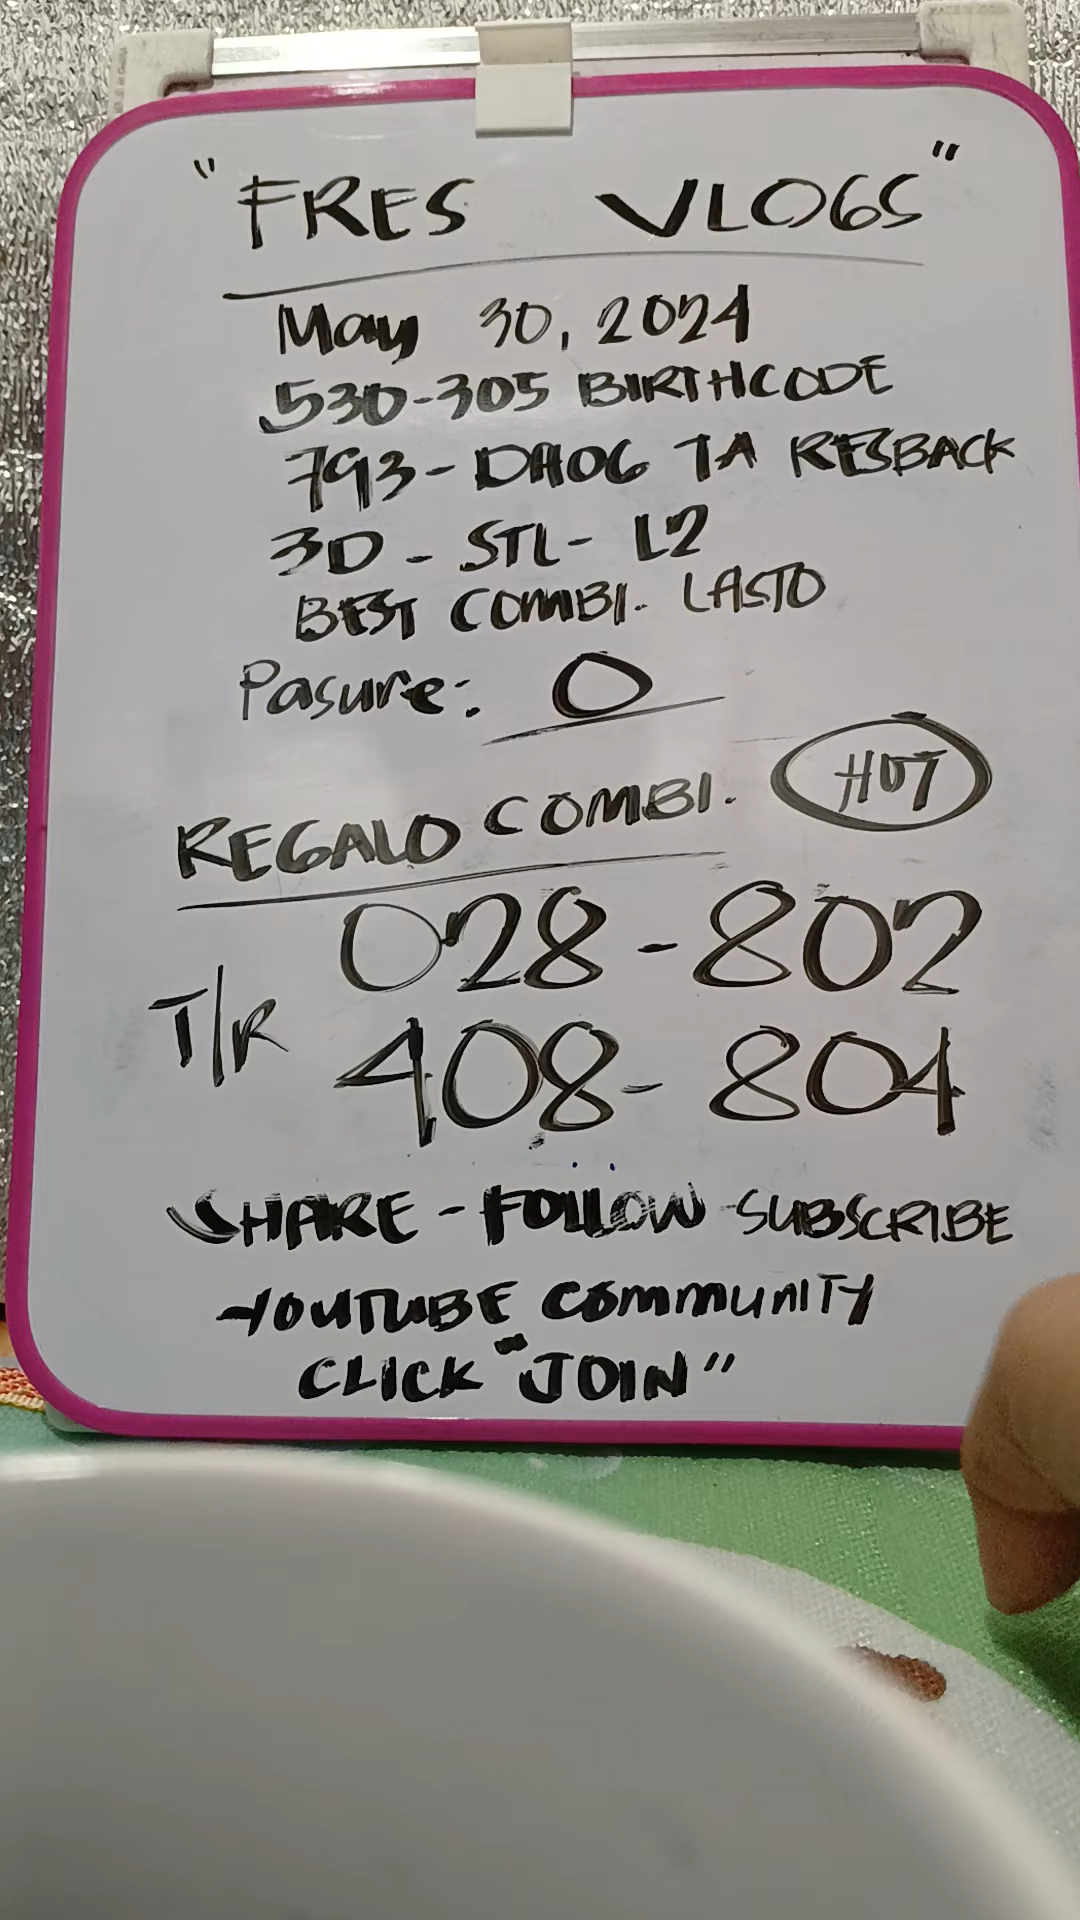 "FRES VLOGS"
May 30, 2024
530-305 BIRTHCODE
793-DHOG TA RESBACK
3D - STL - L2
BEST COMBI. LASTO
Pasure: 0
REGALO COMBI. HOT
028-802
T/R
408-804
SHARE - FOLLOW - SUBSCRIBE
YOUTUBE COMMUNITY
CLICK "JOIN"